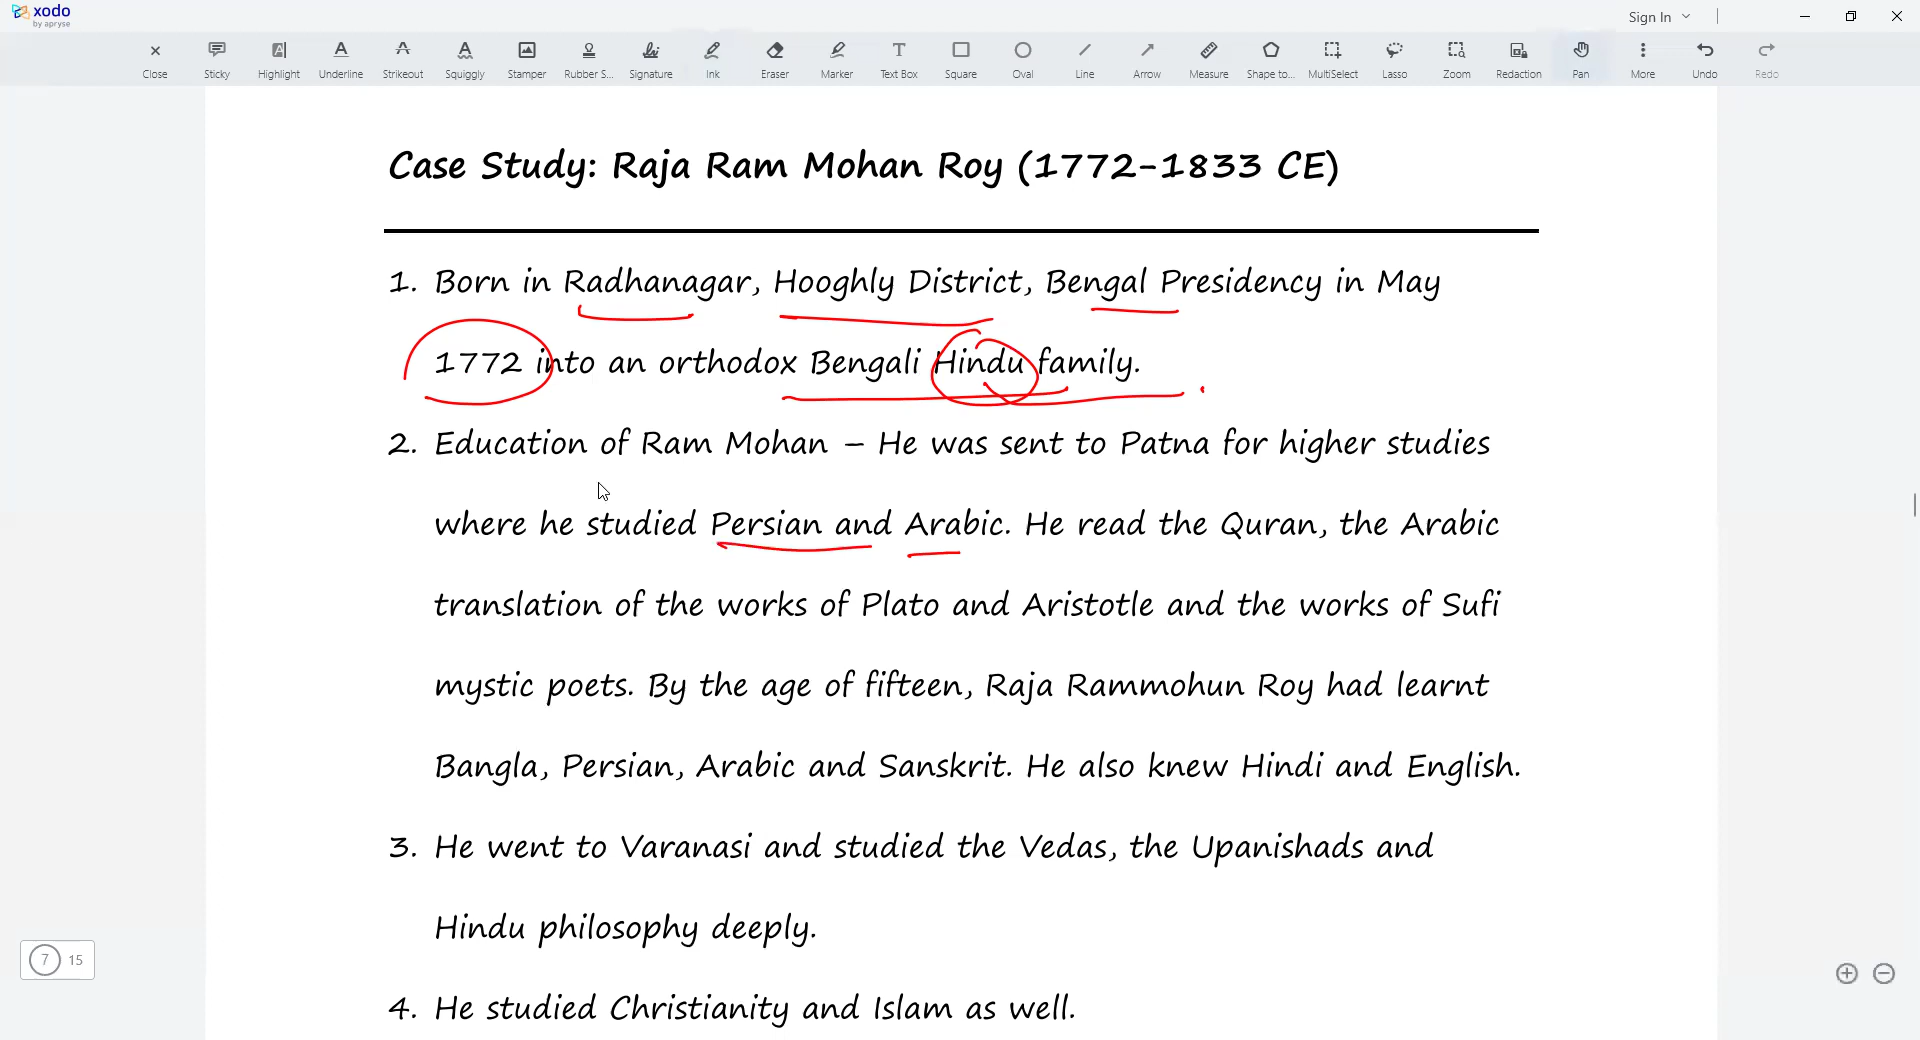 xodo
by apryse
Sign In
Close
Sticky
Highlight
Underline
Strikeout
Squiggly
Stamper
Rubber S...
Signature
Ink
Eraser
Marker
Text Box
Square
Oval
Line
Arrow
Measure
Shape to...
MultiSelect
Lasso
Zoom
Redaction
Pan
More
Undo
Redo
Case Study: Raja Ram Mohan Roy (1772-1833 CE)
1. Born in Radhanagar, Hooghly District, Bengal Presidency in May
1772 into an orthodox Bengali Hindu family.
2. Education of Ram Mohan – He was sent to Patna for higher studies
where he studied Persian and Arabic. He read the Quran, the Arabic
translation of the works of Plato and Aristotle and the works of Sufi
mystic poets. By the age of fifteen, Raja Rammohun Roy had learnt
Bangla, Persian, Arabic and Sanskrit. He also knew Hindi and English.
3. He went to Varanasi and studied the Vedas, the Upanishads and
Hindu philosophy deeply.
4. He studied Christianity and Islam as well.
7 15